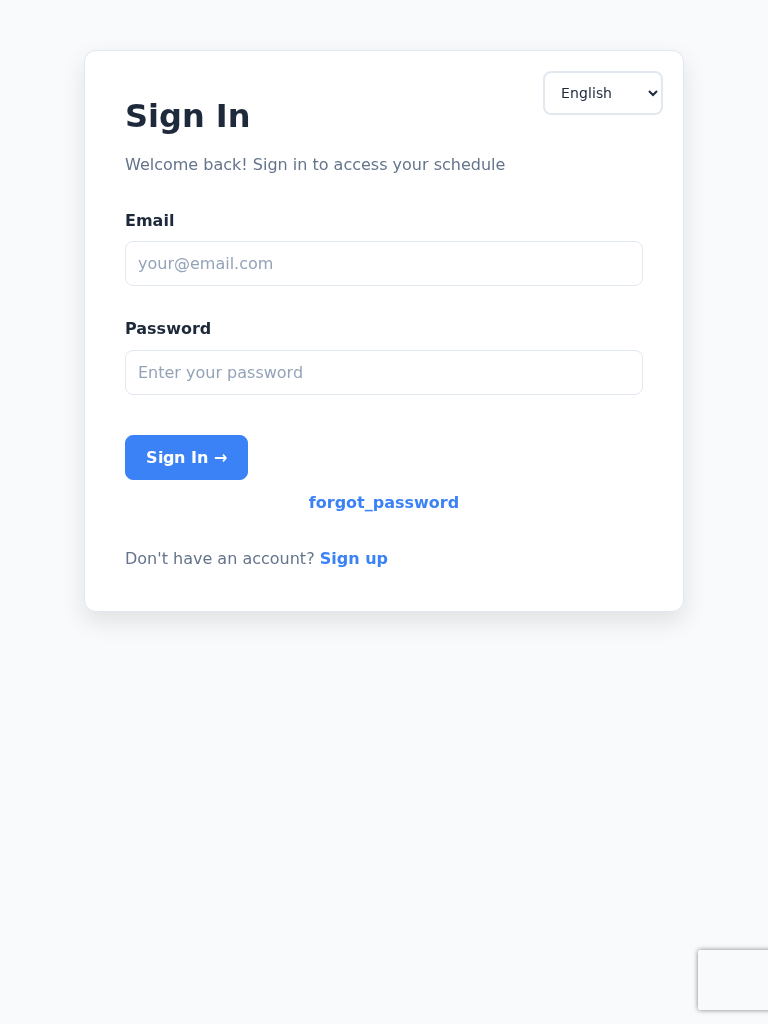 English
Sign In
Welcome back! Sign in to access your schedule
Email
your@email.com
Password
Enter your password
Sign In →
forgot_password
Don't have an account? Sign up